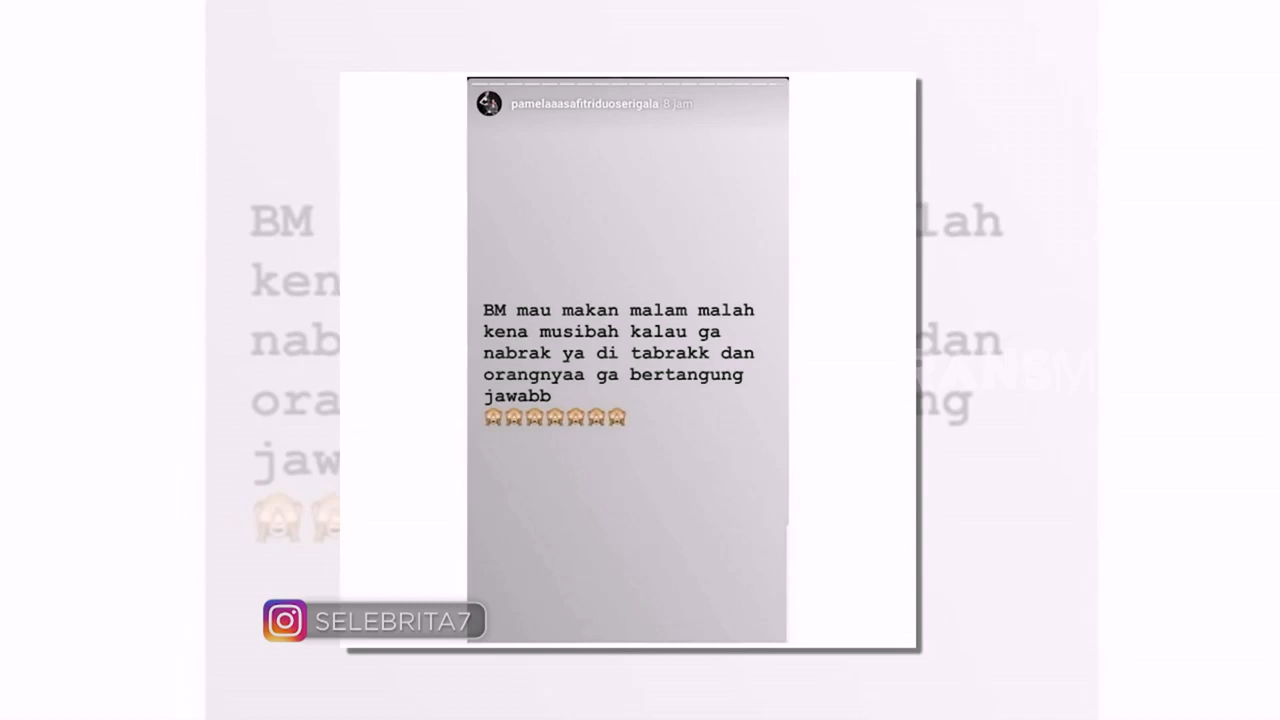 pamelaaasafitriduoserigala 8 jam
BM mau makan malam malah
kena musibah kalau ga
nabrak ya di tabrakk dan
orangnyaa ga bertangung
jawabb
🙈🙈🙈🙈🙈🙈🙈
SELEBRITA7